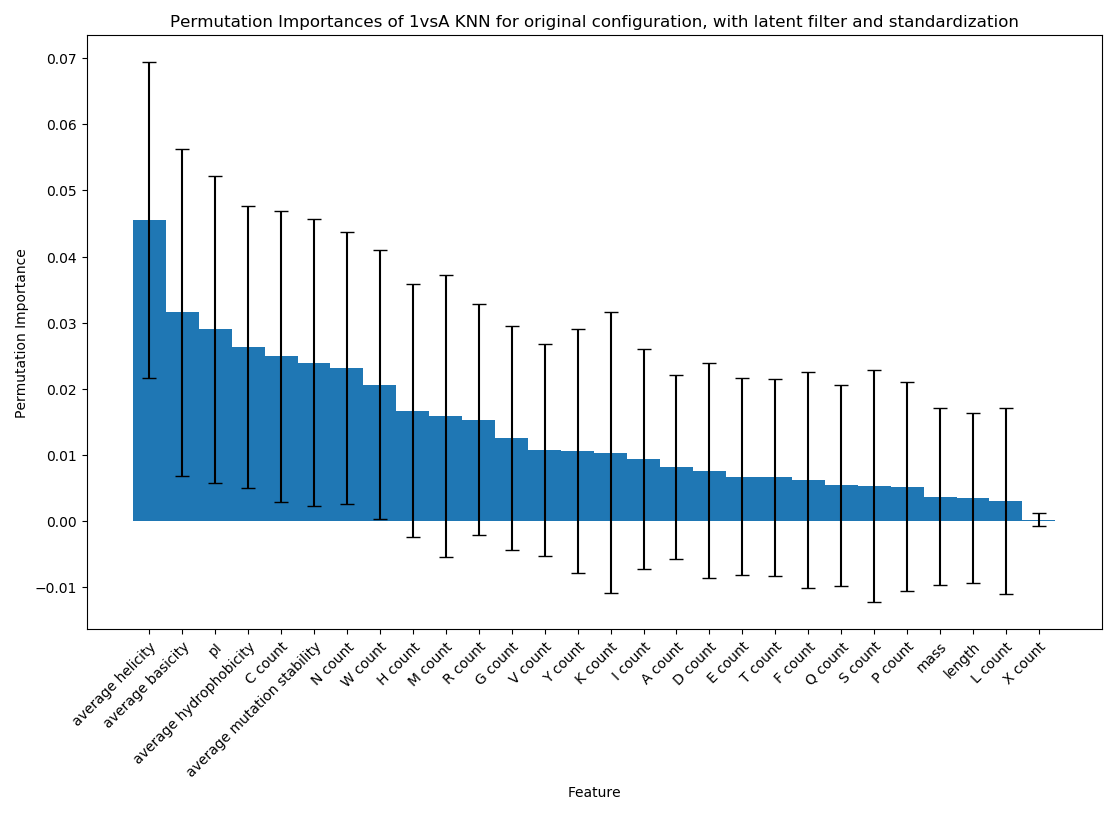 Permutation Importances of 1vsA KNN for original configuration, with latent filter and standardization
0.07
0.06
0.05
0.04
0.03
0.02
0.01
0.00
−0.01
Permutation Importance
average helicity
average basicity
pI
average hydrophobicity
C count
average mutation stability
N count
W count
H count
M count
R count
G count
V count
Y count
K count
I count
A count
D count
E count
T count
F count
Q count
S count
P count
mass
length
L count
X count
Feature